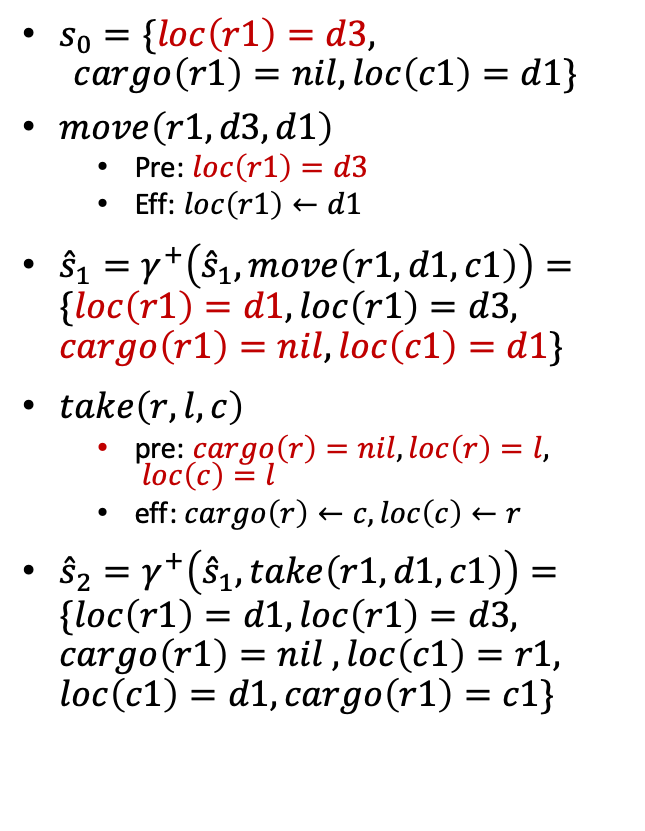 • s₀ = {loc(r1) = d3,
cargo(r1) = nil, loc(c1) = d1}
• move(r1, d3, d1)
• Pre: loc(r1) = d3
• Eff: loc(r1) ← d1
• ŝ₁ = γ⁺(ŝ₁, move(r1, d1, c1)) =
{loc(r1) = d1, loc(r1) = d3,
cargo(r1) = nil, loc(c1) = d1}
• take(r, l, c)
• pre: cargo(r) = nil, loc(r) = l,
loc(c) = l
• eff: cargo(r) ← c, loc(c) ← r
• ŝ₂ = γ⁺(ŝ₁, take(r1, d1, c1)) =
{loc(r1) = d1, loc(r1) = d3,
cargo(r1) = nil , loc(c1) = r1,
loc(c1) = d1, cargo(r1) = c1}